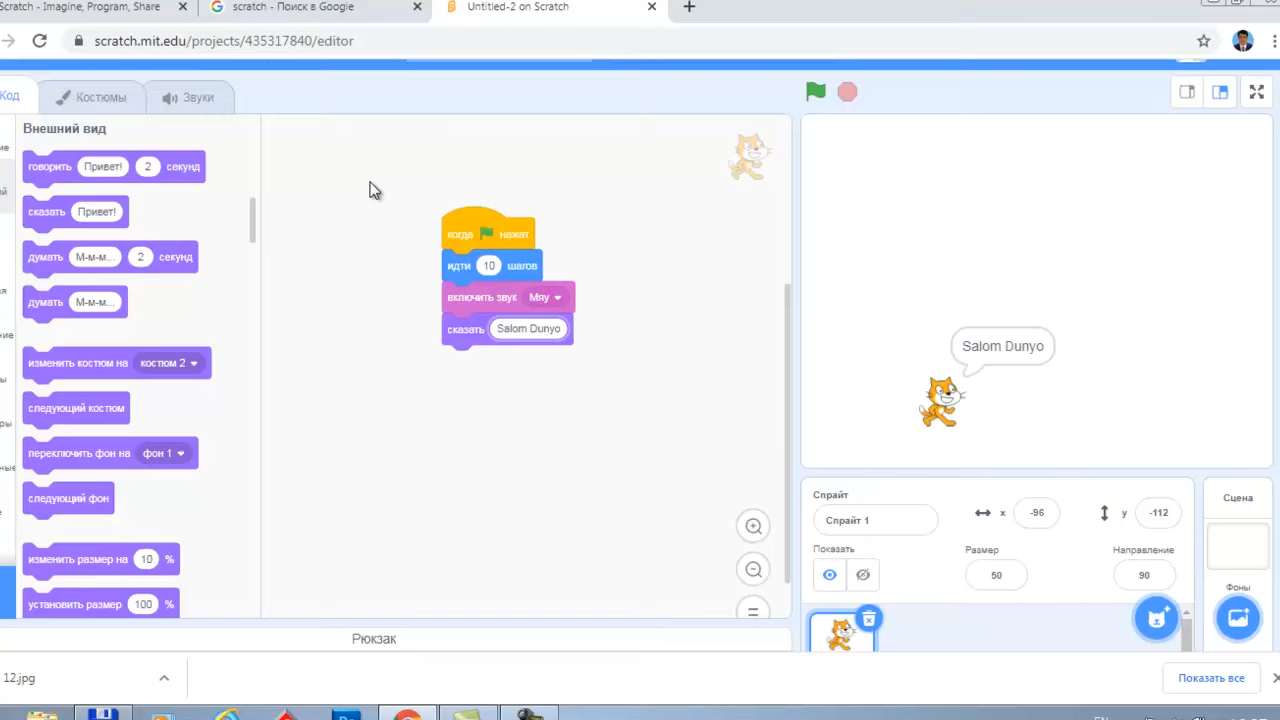 Scratch - Imagine, Program, Share
scratch - Поиск в Google
Untitled-2 on Scratch
scratch.mit.edu/projects/435317840/editor
Код
Костюмы
Звуки
Внешний вид
говорить Привет! 2 секунд
сказать Привет!
думать М-м-м... 2 секунд
думать М-м-м...
изменить костюм на костюм 2
следующий костюм
переключить фон на фон 1
следующий фон
изменить размер на 10 %
установить размер 100 %
когда нажат
идти 10 шагов
включить звук Мяу
сказать Salom Dunyo
Salom Dunyo
Спрайт
Спрайт 1
x -96
y -112
Показать
Размер
50
Направление
90
Сцена
Фоны
Рюкзак
12.jpg
Показать все